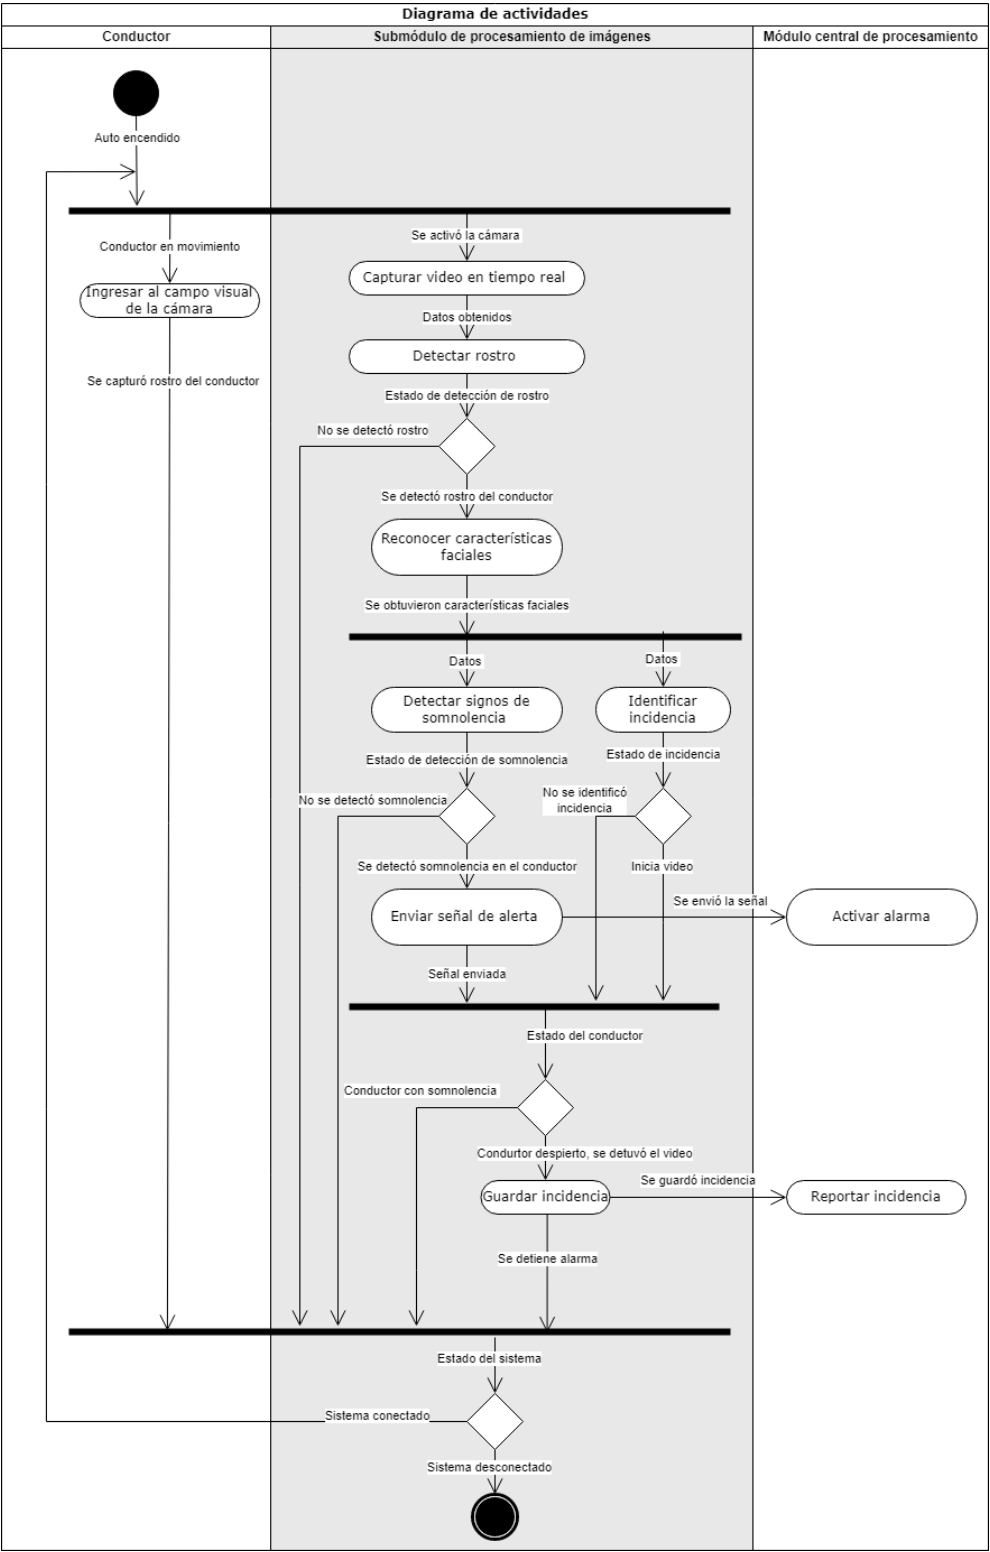 Diagrama de actividades
Conductor
Submódulo de procesamiento de imágenes
Módulo central de procesamiento
Auto encendido
Conductor en movimiento
Se activó la cámara
Capturar video en tiempo real
Ingresar al campo visual
de la cámara
Datos obtenidos
Detectar rostro
Se capturó rostro del conductor
Estado de detección de rostro
No se detectó rostro
Se detectó rostro del conductor
Reconocer características
faciales
Se obtuvieron características faciales
Datos
Datos
Detectar signos de
somnolencia
Identificar
incidencia
Estado de detección de somnolencia
Estado de incidencia
No se detectó somnolencia
No se identificó
incidencia
Se detectó somnolencia en el conductor
Inicia video
Enviar señal de alerta
Se envió la señal
Activar alarma
Señal enviada
Estado del conductor
Conductor con somnolencia
Condurtor despierto, se detuvó el video
Guardar incidencia
Se guardó incidencia
Reportar incidencia
Se detiene alarma
Estado del sistema
Sistema conectado
Sistema desconectado